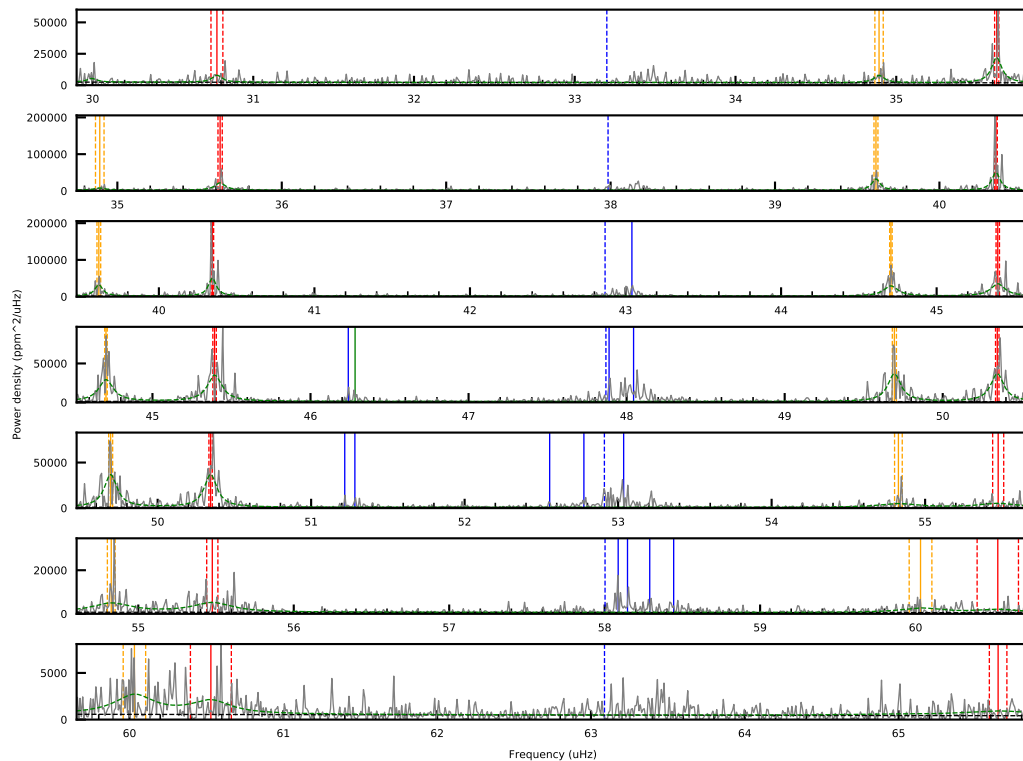 50000
25000
0
30 31 32 33 34 35
200000
100000
0
35 36 37 38 39 40
200000
100000
0
40 41 42 43 44 45
50000
0
45 46 47 48 49 50
50000
0
50 51 52 53 54 55
20000
0
55 56 57 58 59 60
5000
0
60 61 62 63 64 65
Power density (ppm^2/uHz)
Frequency (uHz)